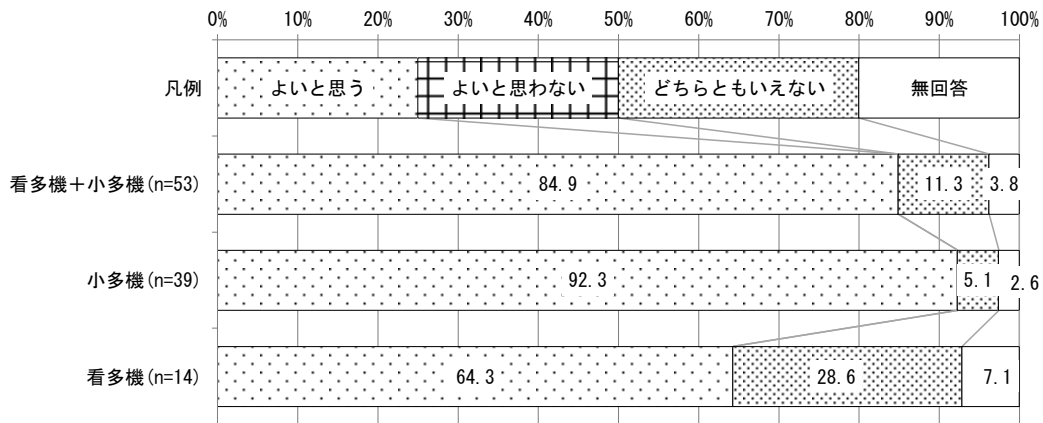 0% 10% 20% 30% 40% 50% 60% 70% 80% 90% 100%
凡例 よいと思う よいと思わない どちらともいえない 無回答
看多機＋小多機(n=53) 84.9 11.3 3.8
小多機(n=39) 92.3 5.1 2.6
看多機(n=14) 64.3 28.6 7.1